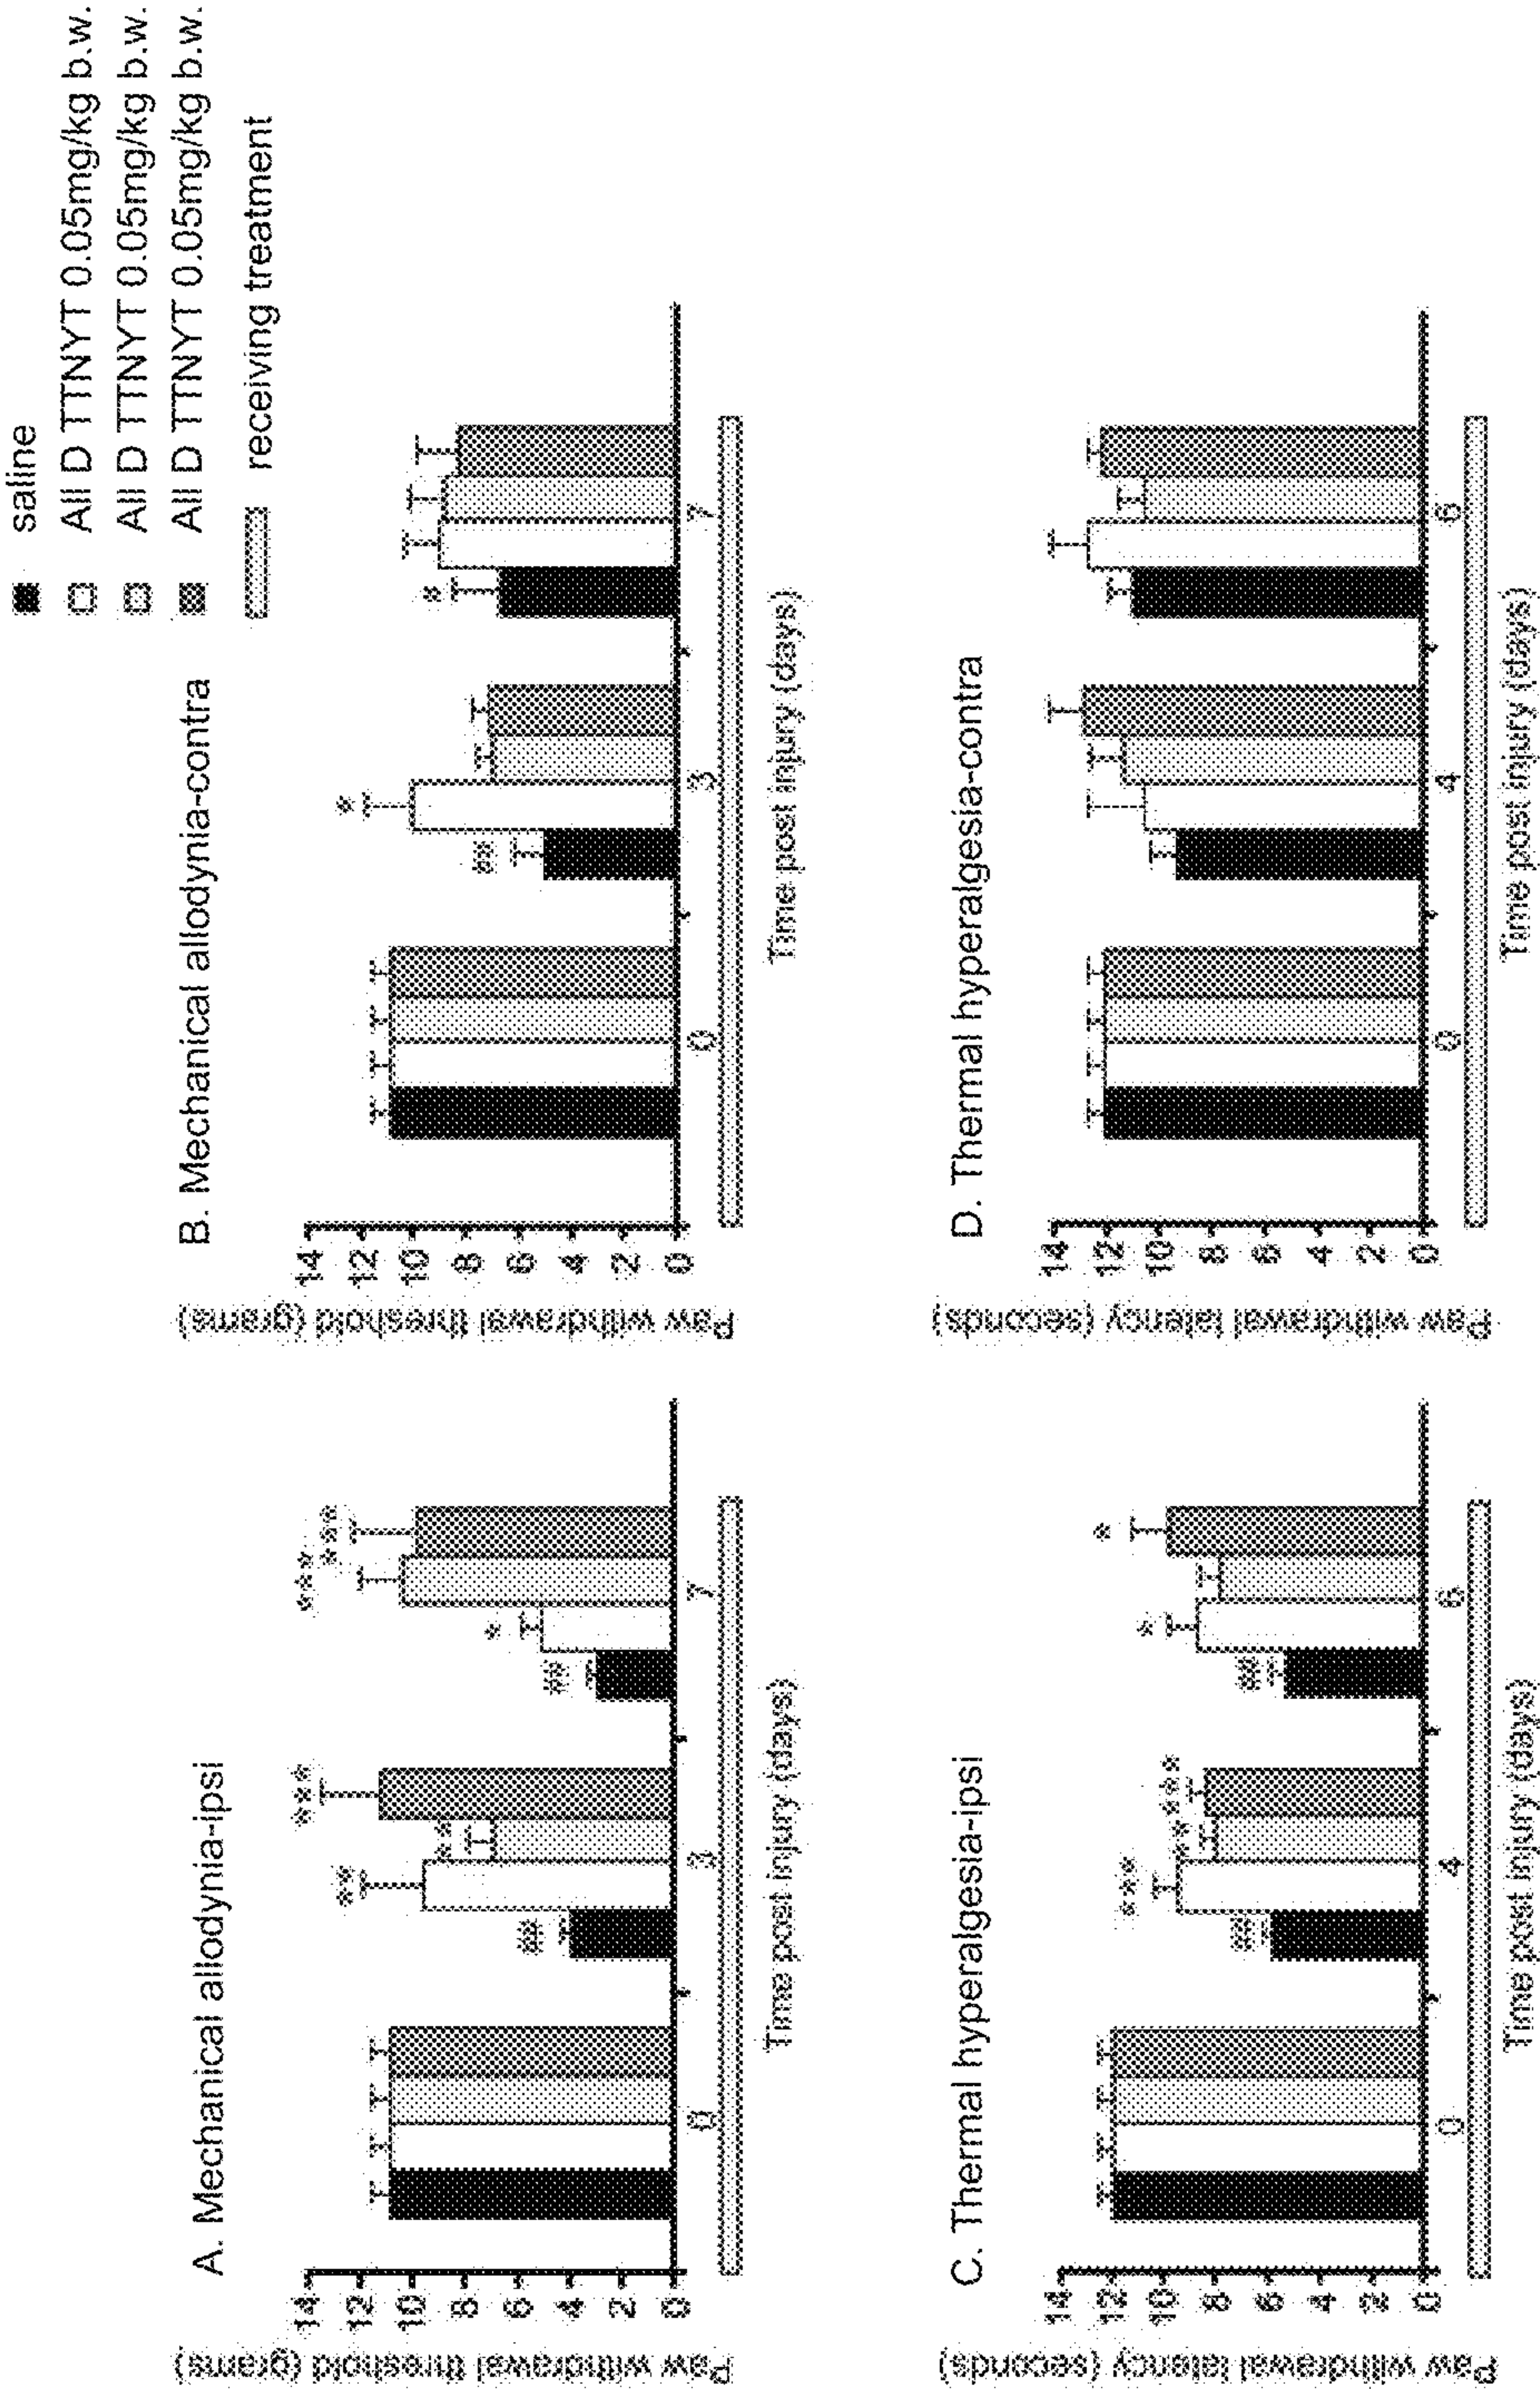 saline
All D TTNYT 0.05mg/kg b.w.
All D TTNYT 0.05mg/kg b.w.
All D TTNYT 0.05mg/kg b.w.
receiving treatment
A. Mechanical allodynia-ipsi
Paw withdrawal threshold (grams)
14
12
10
8
6
4
2
0
##
**
**
***
##
*
***
***
0 3 7
Time post injury (days)
B. Mechanical allodynia-contra
Paw withdrawal threshold (grams)
14
12
10
8
6
4
2
0
##
*
#
0 3 7
Time post injury (days)
C. Thermal hyperalgesia-ipsi
Paw withdrawal latency (seconds)
14
12
10
8
6
4
2
0
***
**
***
*
*
0 4 6
Time post injury (days)
D. Thermal hyperalgesia-contra
Paw withdrawal latency (seconds)
14
12
10
8
6
4
2
0
0 4 6
Time post injury (days)